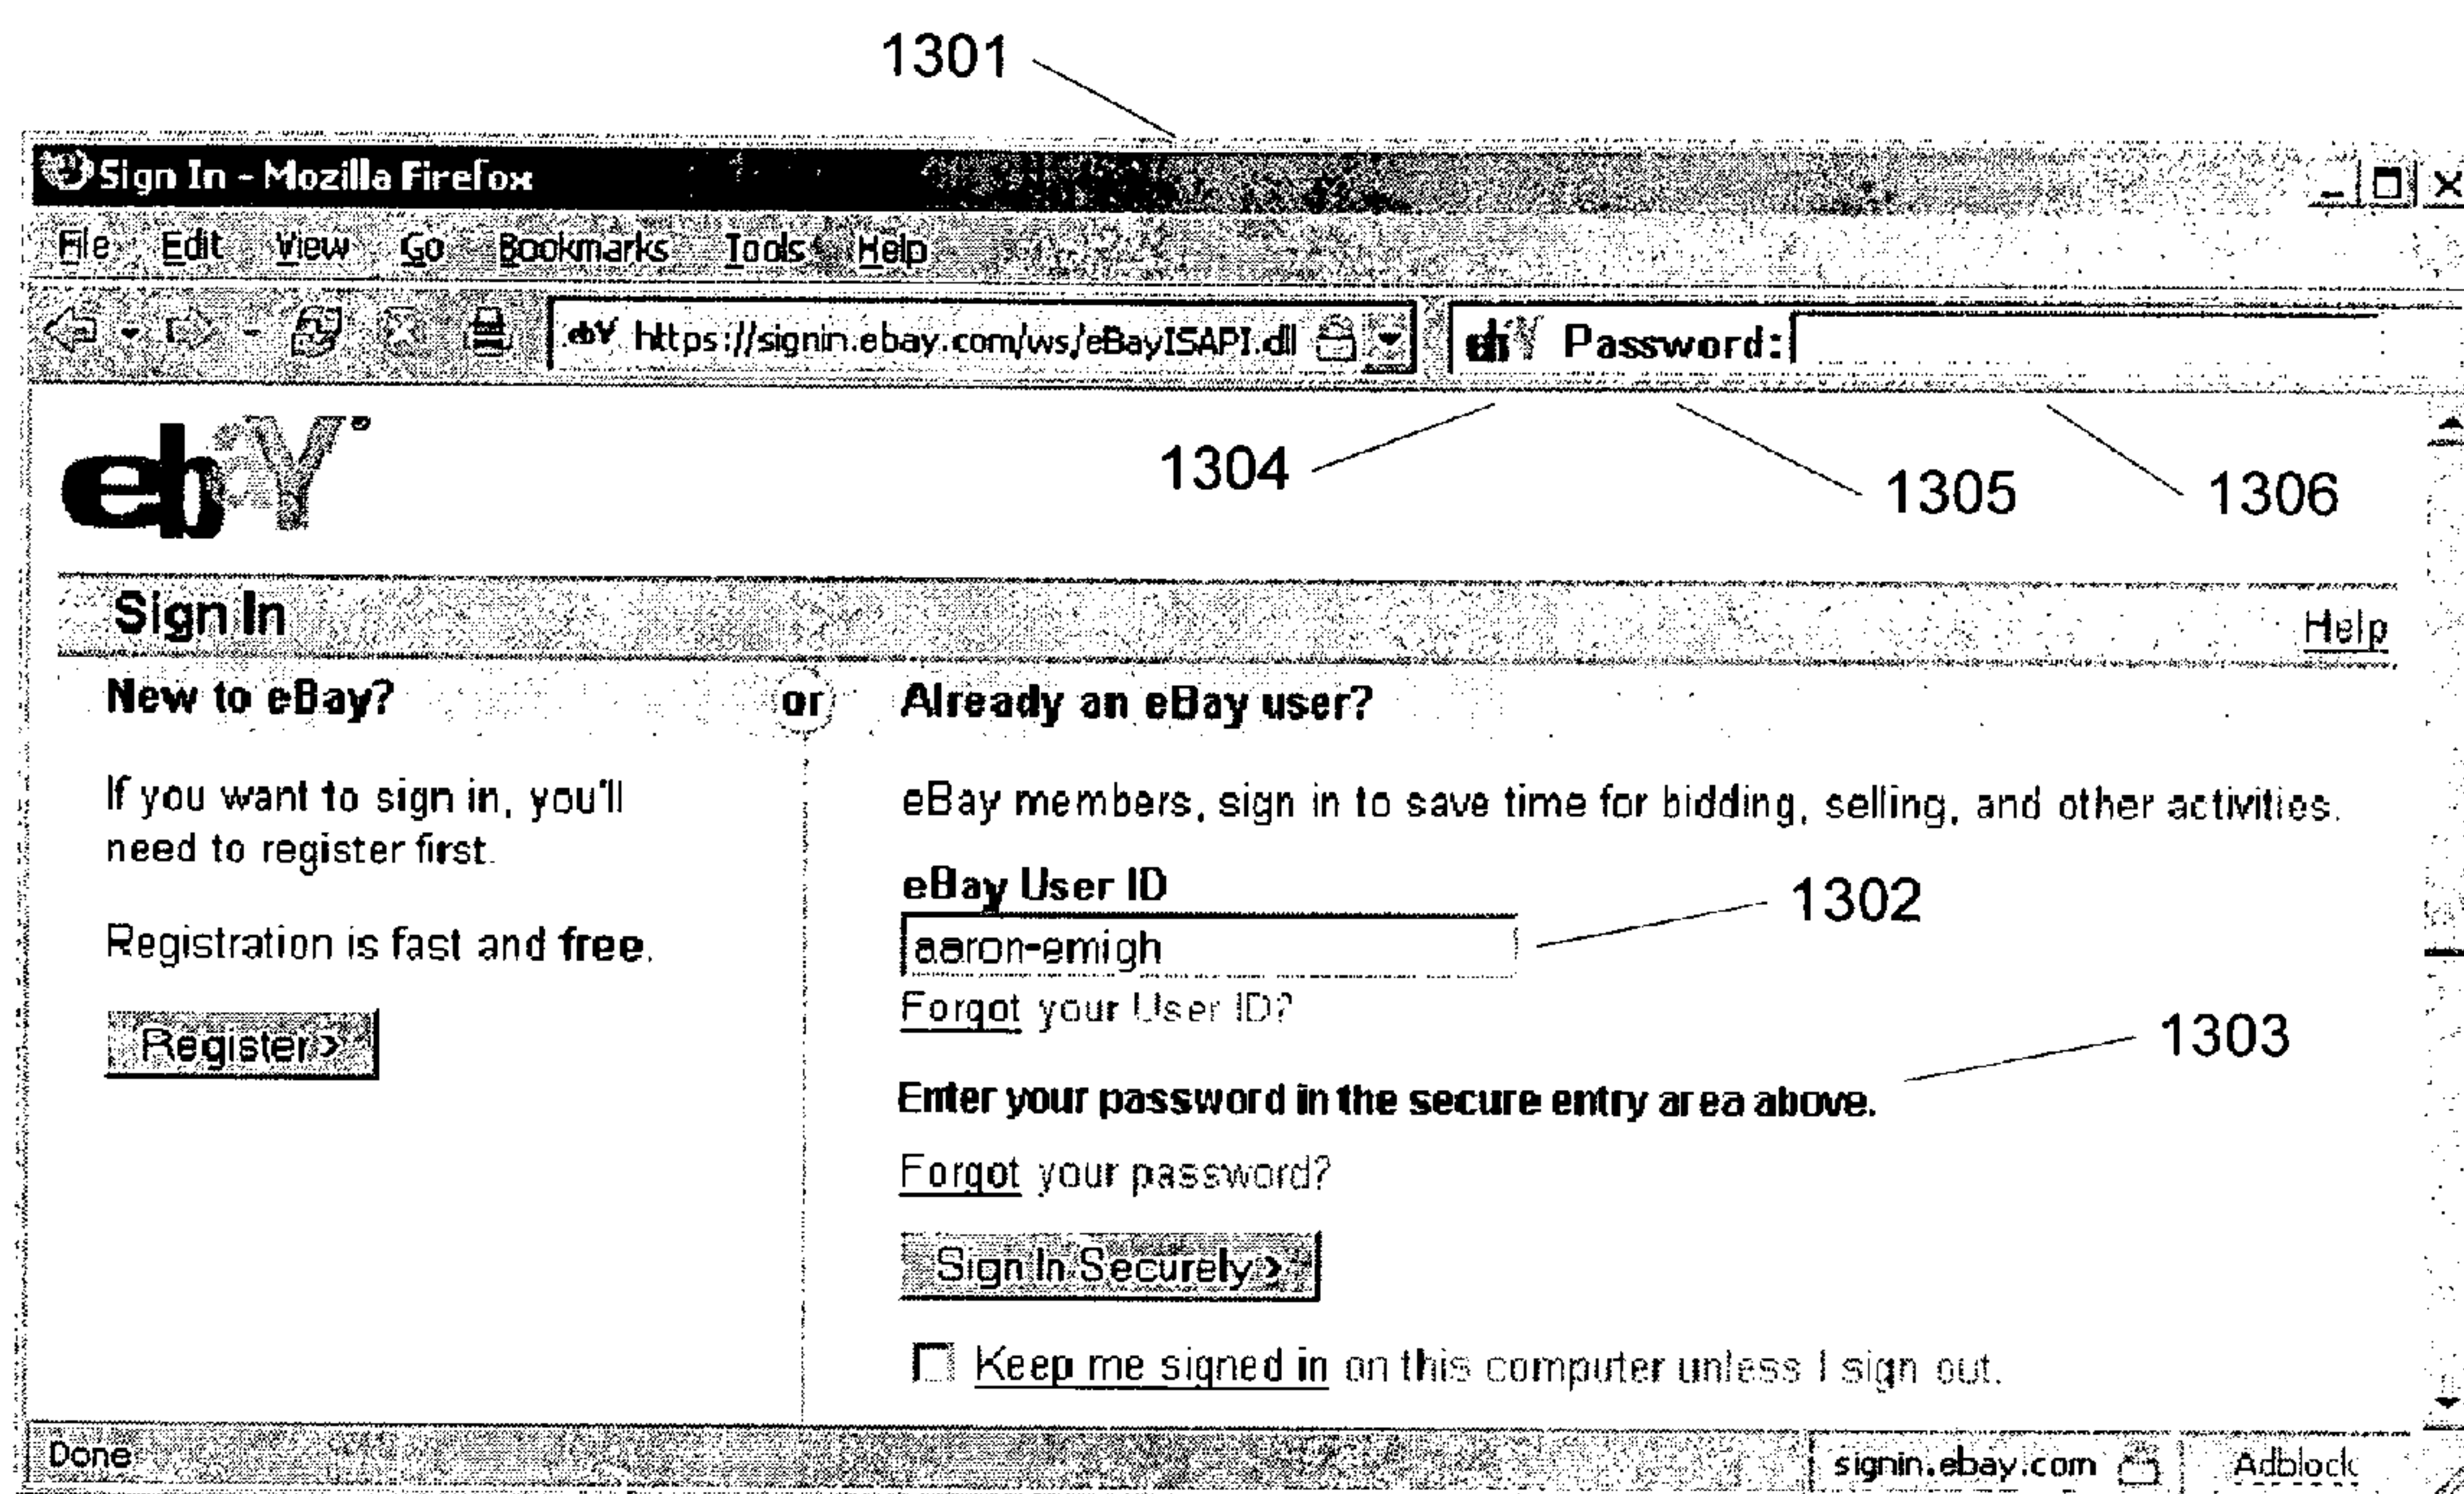 1301
Sign In - Mozilla Firefox
File Edit View Go Bookmarks Tools Help
ebY https://signin.ebay.com/ws/eBayISAPI.dll ebY Password:
ebaY
1304
1305
1306
Sign In
Help
New to eBay?
or
Already an eBay user?
If you want to sign in, you'll
need to register first.
eBay members, sign in to save time for bidding, selling, and other activities.
eBay User ID
1302
Registration is fast and free.
aaron-emigh
Forgot your User ID?
Register >
1303
Enter your password in the secure entry area above.
Forgot your password?
Sign In Securely >
Keep me signed in on this computer unless I sign out.
Done
signin.ebay.com
Adblock